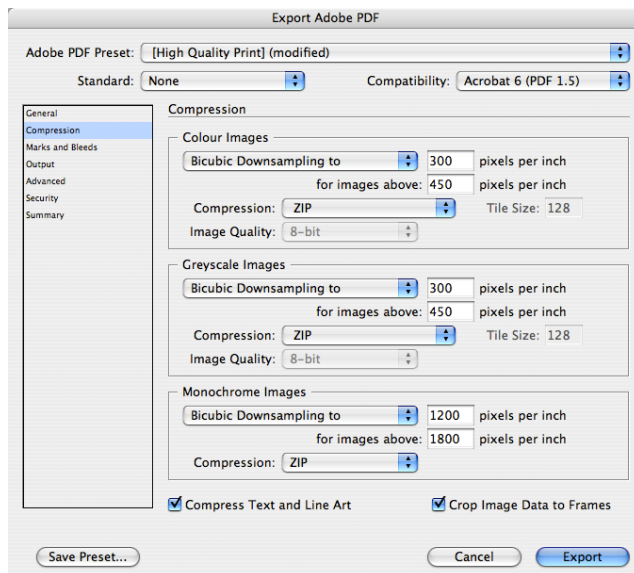 Export Adobe PDF
Adobe PDF Preset: [High Quality Print] (modified)
Standard: None Compatibility: Acrobat 6 (PDF 1.5)
General
Compression
Marks and Bleeds
Output
Advanced
Security
Summary
Compression
Colour Images
Bicubic Downsampling to 300 pixels per inch
for images above: 450 pixels per inch
Compression: ZIP Tile Size: 128
Image Quality: 8-bit
Greyscale Images
Bicubic Downsampling to 300 pixels per inch
for images above: 450 pixels per inch
Compression: ZIP Tile Size: 128
Image Quality: 8-bit
Monochrome Images
Bicubic Downsampling to 1200 pixels per inch
for images above: 1800 pixels per inch
Compression: ZIP
Compress Text and Line Art Crop Image Data to Frames
Save Preset... Cancel Export